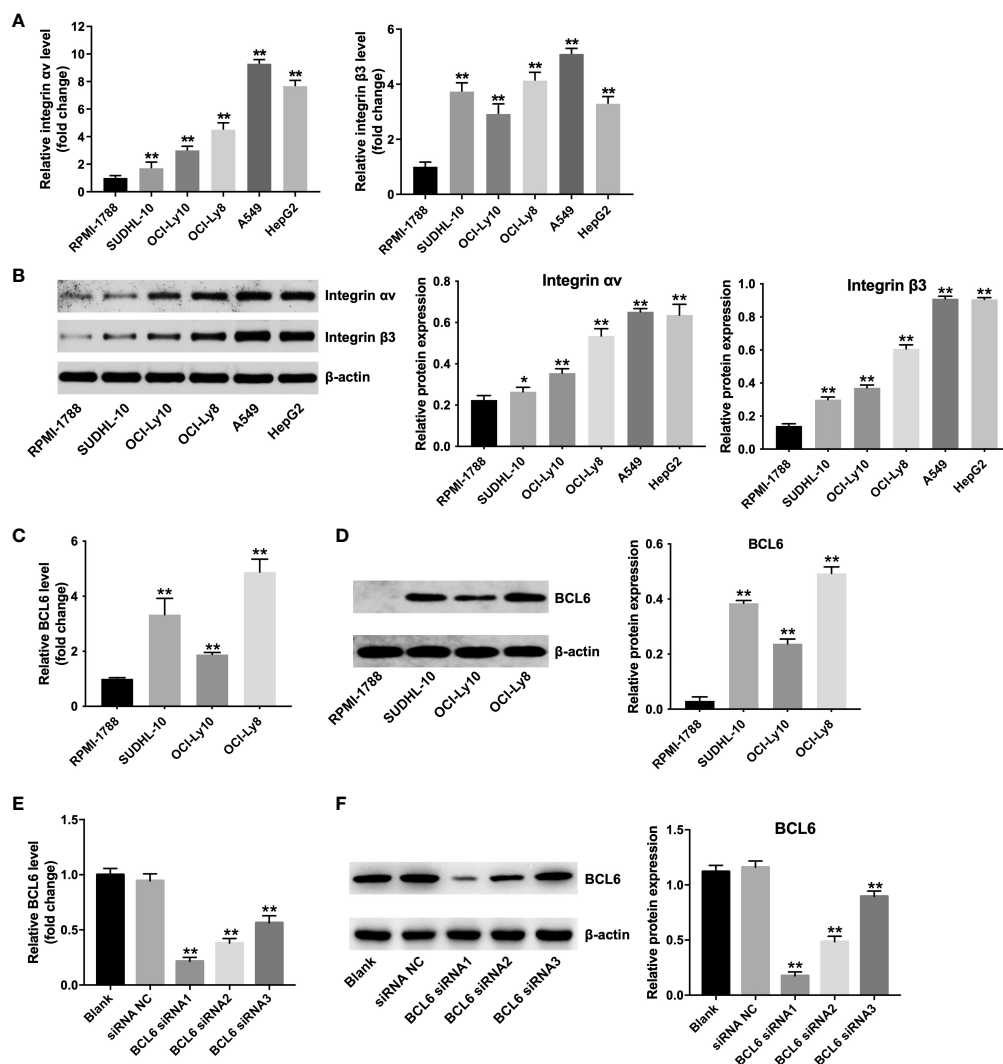 A
Relative integrin αv level
(fold change)
12
10
8
6
4
2
0
**
**
**
**
**
RPMI-1788
SUDHL-10
OCI-Ly10
OCI-Ly8
A549
HepG2
Relative integrin β3 level
(fold change)
6
4
2
0
**
**
**
**
**
RPMI-1788
SUDHL-10
OCI-Ly10
OCI-Ly8
A549
HepG2
B
Integrin αv
Integrin β3
β-actin
RPMI-1788
SUDHL-10
OCI-Ly10
OCI-Ly8
A549
HepG2
Integrin αv
Relative protein expression
0.8
0.6
0.4
0.2
0.0
*
**
**
**
**
RPMI-1788
SUDHL-10
OCI-Ly10
OCI-Ly8
A549
HepG2
Integrin β3
Relative protein expression
1.0
0.8
0.6
0.4
0.2
0.0
**
**
**
**
**
RPMI-1788
SUDHL-10
OCI-Ly10
OCI-Ly8
A549
HepG2
C
Relative BCL6 level
(fold change)
6
4
2
0
**
**
**
RPMI-1788
SUDHL-10
OCI-Ly10
OCI-Ly8
D
BCL6
β-actin
RPMI-1788
SUDHL-10
OCI-Ly10
OCI-Ly8
BCL6
Relative protein expression
0.6
0.4
0.2
0.0
**
**
**
RPMI-1788
SUDHL-10
OCI-Ly10
OCI-Ly8
E
Relative BCL6 level
(fold change)
1.5
1.0
0.5
0.0
**
**
**
Blank
siRNA NC
BCL6 siRNA1
BCL6 siRNA2
BCL6 siRNA3
F
BCL6
β-actin
Blank
siRNA NC
BCL6 siRNA1
BCL6 siRNA2
BCL6 siRNA3
BCL6
Relative protein expression
1.5
1.0
0.5
0.0
**
**
**
Blank
siRNA NC
BCL6 siRNA1
BCL6 siRNA2
BCL6 siRNA3